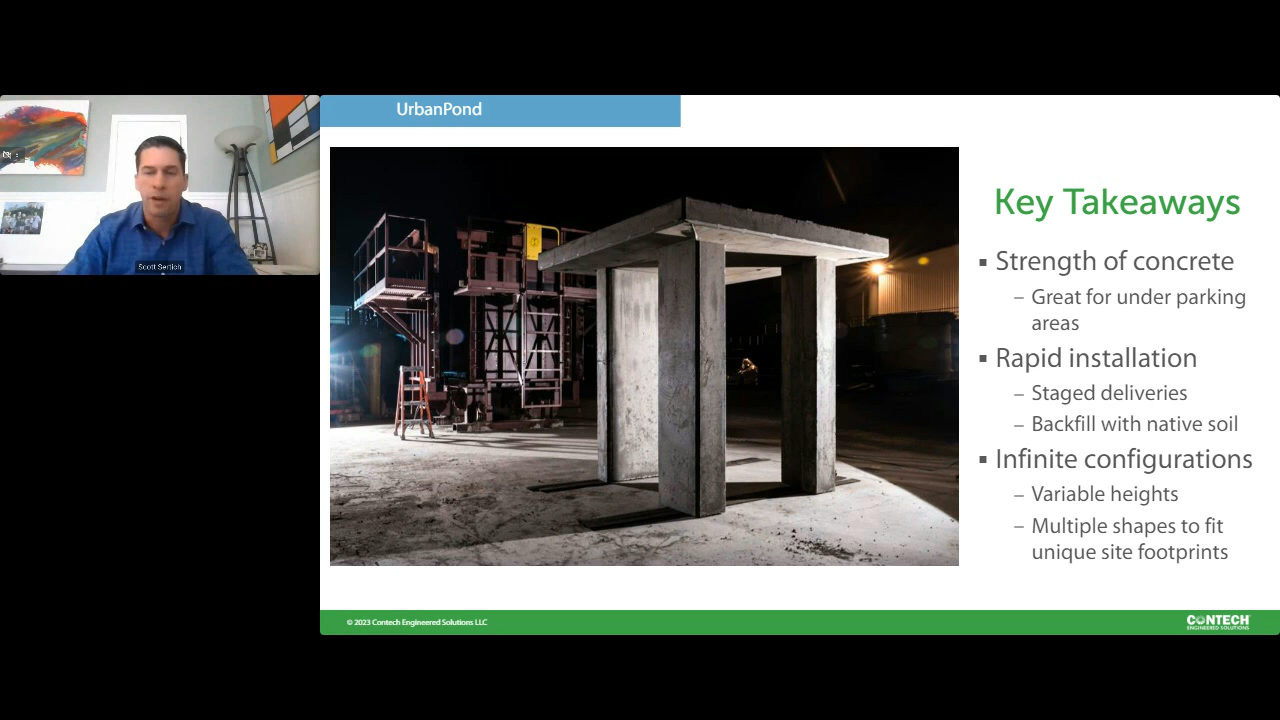 UrbanPond
Scott Sertich
Key Takeaways
▪ Strength of concrete
– Great for under parking
areas
▪ Rapid installation
– Staged deliveries
– Backfill with native soil
▪ Infinite configurations
– Variable heights
– Multiple shapes to fit
unique site footprints
© 2023 Contech Engineered Solutions LLC
CONTECH
ENGINEERED SOLUTIONS